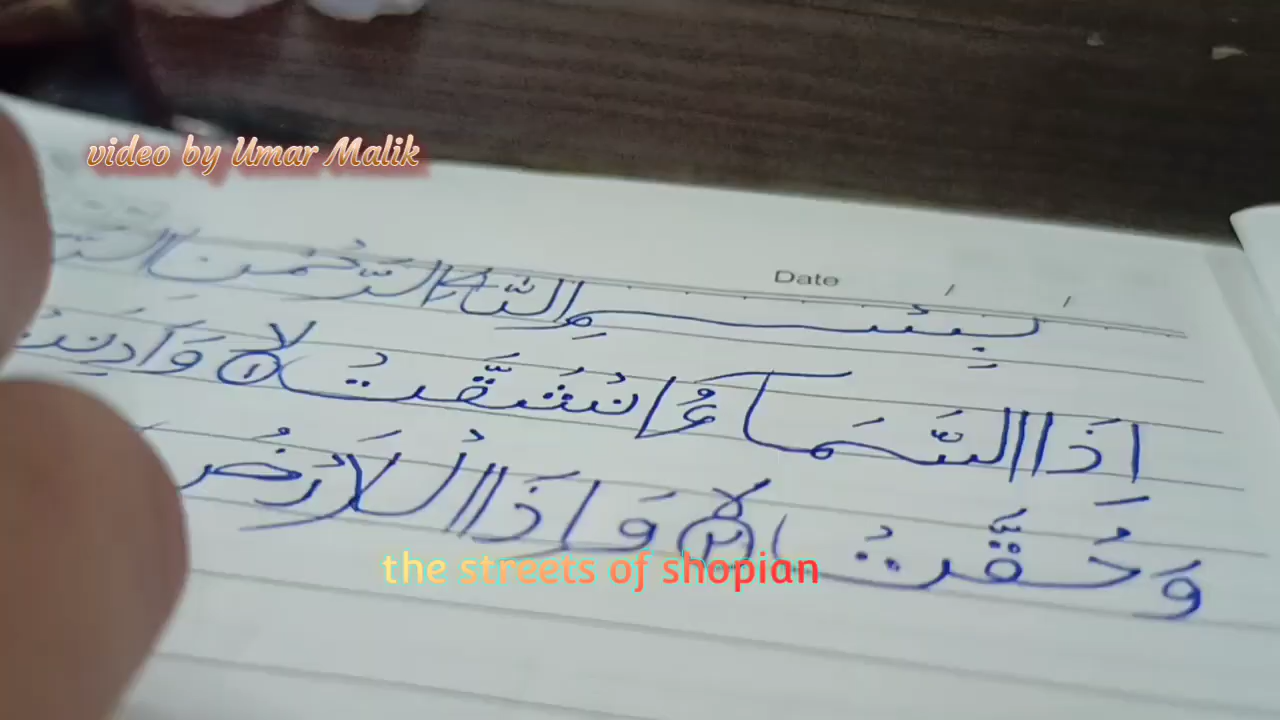 video by Umar Malik
Date / /
بِسْمِ اللّٰهِ الرَّحْمٰنِ
اِذَا السَّمَآءُ انْشَقَّتْ ۙ﴿۱﴾ وَاَذِنَتْ
وَحُقَّتْ ۙ﴿۲﴾ وَاِذَا الْاَرْضُ
the streets of shopian